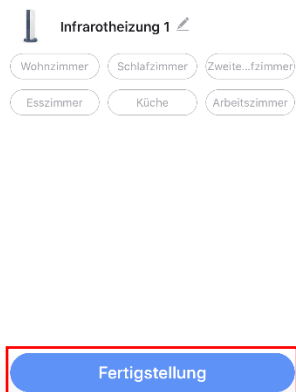 Infrarotheizung 1
Wohnzimmer Schlafzimmer Zweite...fzimmer
Esszimmer Küche Arbeitszimmer
Fertigstellung